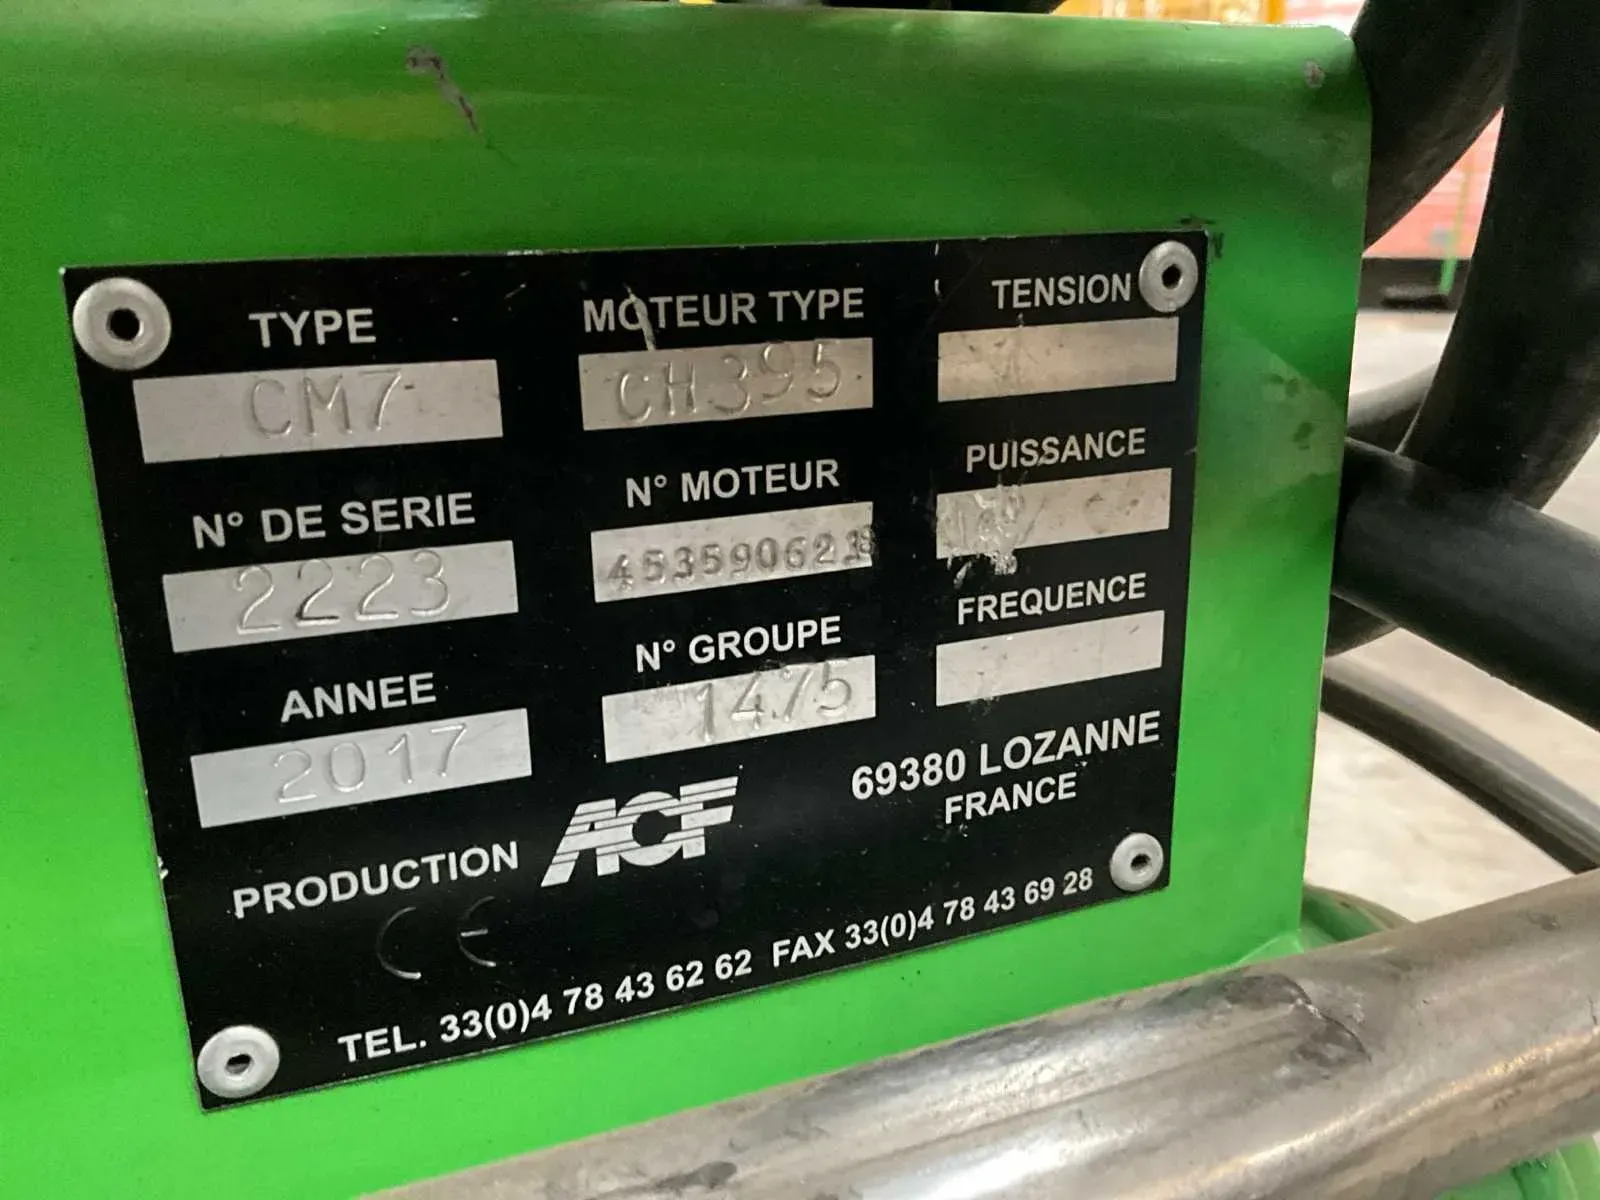 TYPE
CM7
MOTEUR TYPE
CH395
TENSION
N° DE SERIE
2223
N° MOTEUR
4535906218
PUISSANCE
ANNEE
2017
N° GROUPE
1475
FREQUENCE
PRODUCTION ACF
69380 LOZANNE
FRANCE
CE
TEL. 33(0)4 78 43 62 62 FAX 33(0)4 78 43 69 28